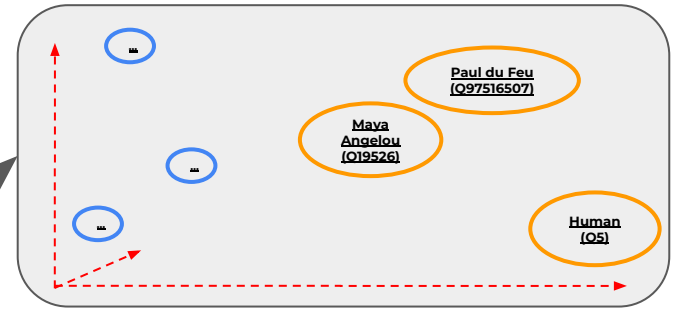 ...
Paul du Feu
(Q97516507)
Maya
Angelou
(Q19526)
...
Human
(Q5)
...